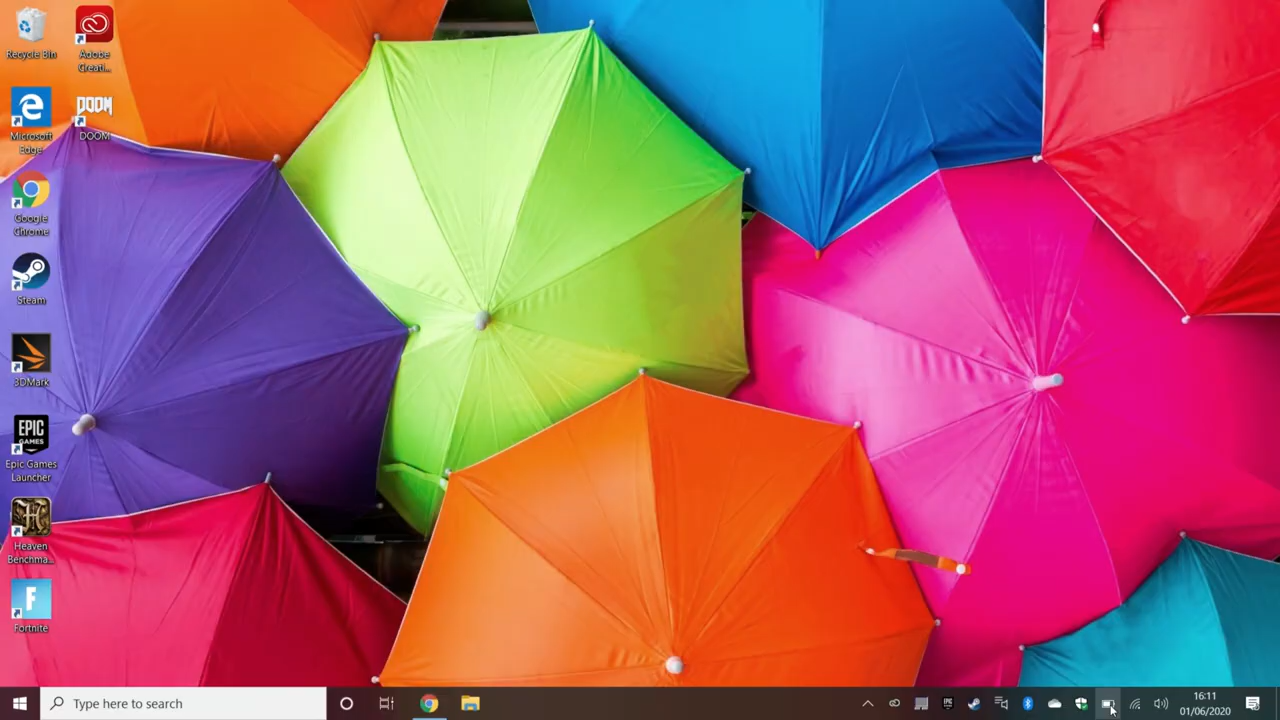 Recycle Bin
Adobe
Creati...
Microsoft
Edge
DOOM
DOOM
Google
Chrome
Steam
3DMark
EPIC
GAMES
Epic Games
Launcher
Heaven
Benchma...
Fortnite
Type here to search
EPIC
16:11
01/06/2020